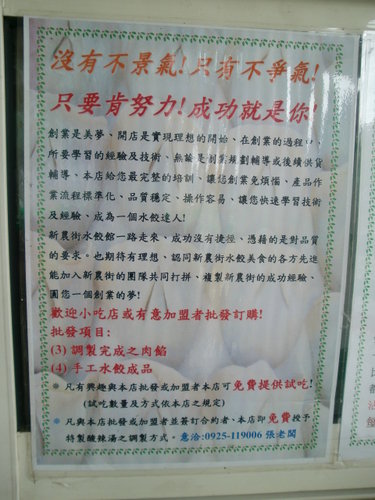 沒有不景氣!只有不爭氣!
只要肯努力!成功就是你!
創業是美夢、開店是實現理想的開始、在創業的過程中、
所要學習的經驗及技術、無論是創業規劃輔導或後續供貨
輔導、本店給您最完整的培訓、讓您創業免煩惱、產品作
業流程標準化、品質穩定、操作容易、讓您快速學習技術
及經驗、成為一個水餃達人!
新農街水餃館一路走來、成功沒有捷徑、憑藉的是對品質
的要求。也期待有理想、認同新農街水餃美食的各方先進
能加入新農街的團隊共同打拼、複製新農街的成功經驗、
圓您一個創業的夢!
歡迎小吃店或有意加盟者批發訂購!
批發項目:
(3) 調製完成之肉餡
(4) 手工水餃成品
凡有興趣與本店批發或加盟者本店可免費提供試吃!
(試吃數量及方式依本店之規定)
凡與本店批發或加盟者並簽訂合約者、本店即免費授予
特製酸辣湯之調製方式。意洽:0925-119006 張老闆